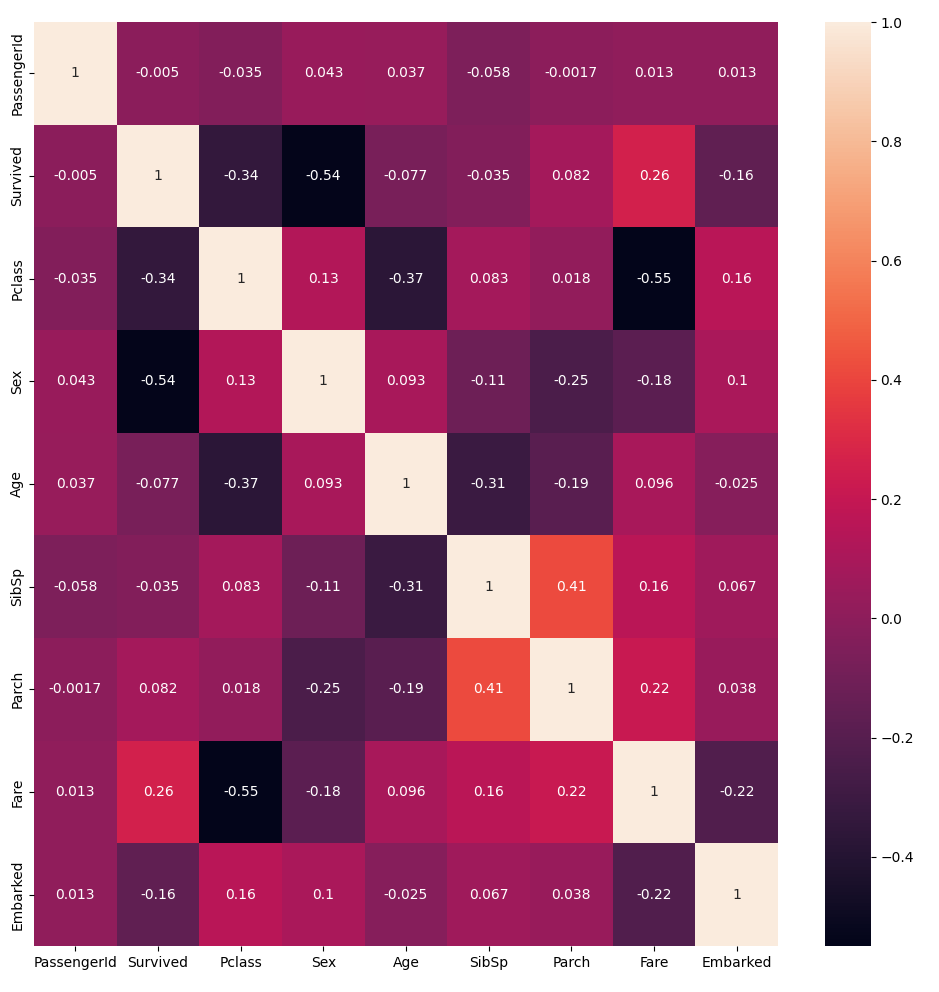 PassengerId 1 -0.005 -0.035 0.043 0.037 -0.058 -0.0017 0.013 0.013
Survived -0.005 1 -0.34 -0.54 -0.077 -0.035 0.082 0.26 -0.16
Pclass -0.035 -0.34 1 0.13 -0.37 0.083 0.018 -0.55 0.16
Sex 0.043 -0.54 0.13 1 0.093 -0.11 -0.25 -0.18 0.1
Age 0.037 -0.077 -0.37 0.093 1 -0.31 -0.19 0.096 -0.025
SibSp -0.058 -0.035 0.083 -0.11 -0.31 1 0.41 0.16 0.067
Parch -0.0017 0.082 0.018 -0.25 -0.19 0.41 1 0.22 0.038
Fare 0.013 0.26 -0.55 -0.18 0.096 0.16 0.22 1 -0.22
Embarked 0.013 -0.16 0.16 0.1 -0.025 0.067 0.038 -0.22 1
PassengerId Survived Pclass Sex Age SibSp Parch Fare Embarked
1.0
0.8
0.6
0.4
0.2
0.0
−0.2
−0.4